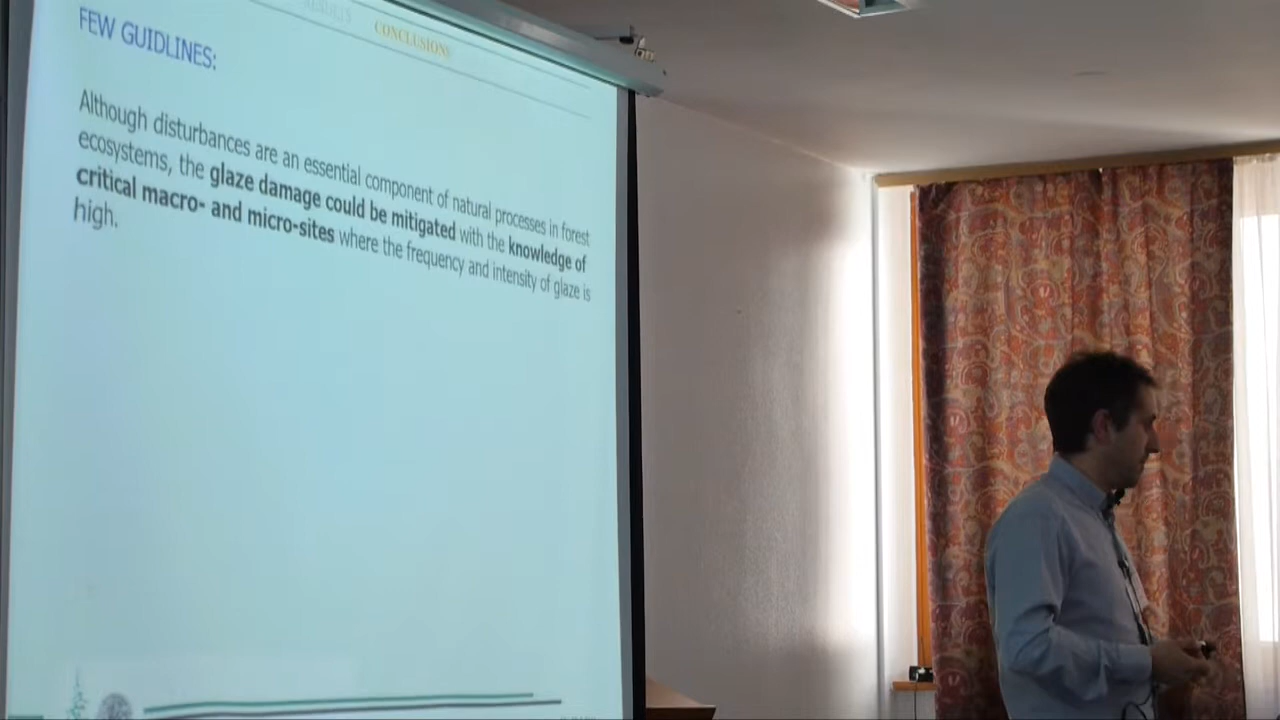 RESULTS
CONCLUSIONS
FEW GUIDLINES:
Although disturbances are an essential component of natural processes in forest
ecosystems, the glaze damage could be mitigated with the knowledge of
critical macro- and micro-sites where the frequency and intensity of glaze is
high.